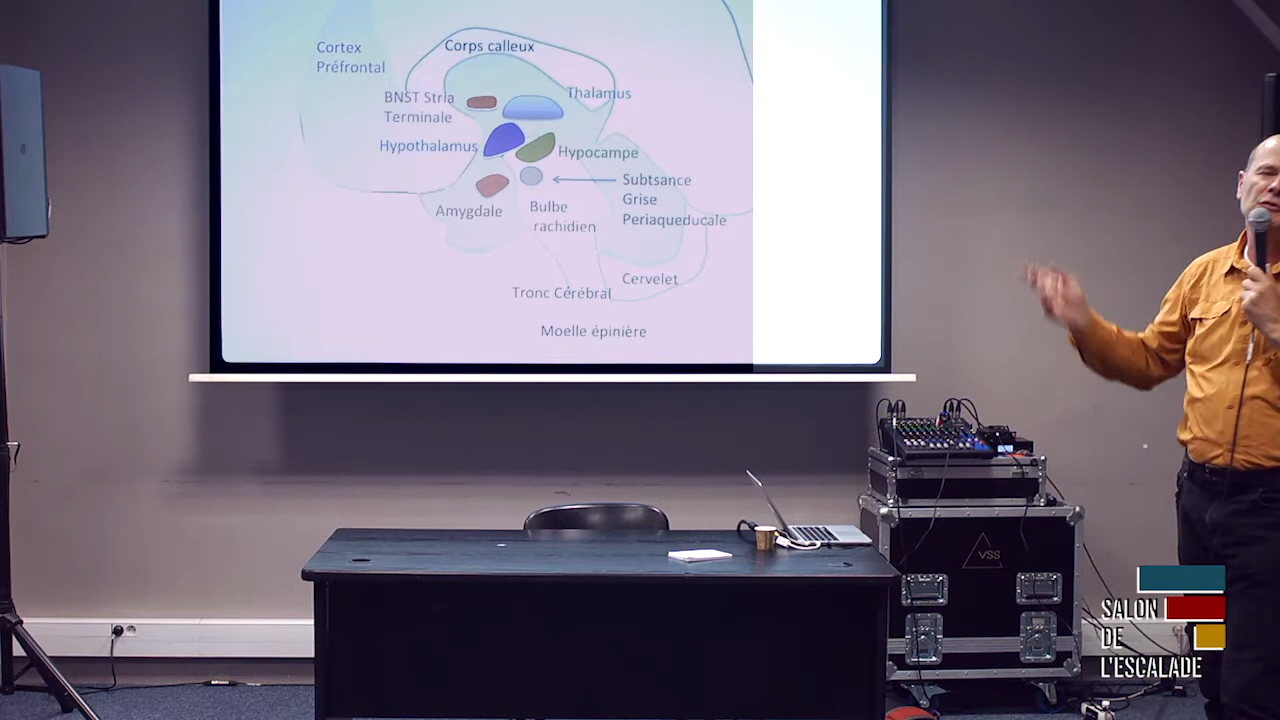 Cortex
Préfrontal
Corps calleux
BNST Stria
Terminale
Thalamus
Hypothalamus
Hypocampe
Subtsance
Grise
Periaqueducale
Amygdale
Bulbe
rachidien
Cervelet
Tronc Cérébral
Moelle épinière
VSS
SALON
DE
L'ESCALADE